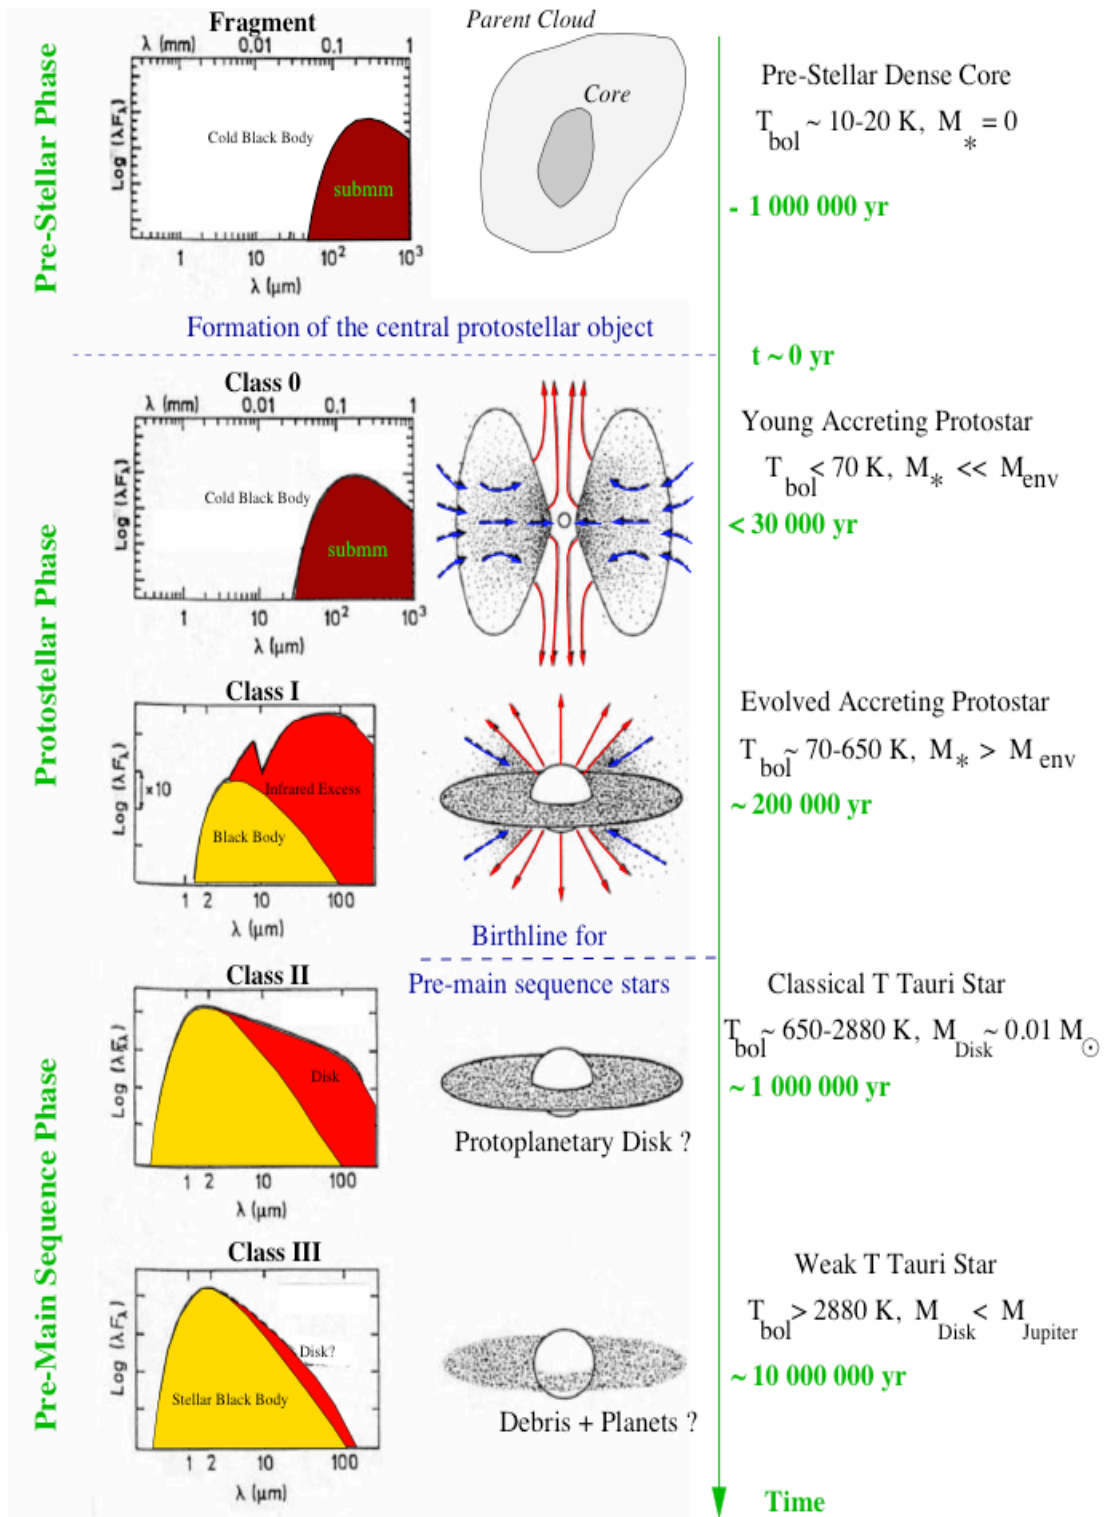 Pre-Stellar Phase
Fragment
λ (mm) 0.01 0.1 1
Log (λFλ)
Cold Black Body
submm
1 10 10² 10³
λ (μm)
Parent Cloud
Core
Pre-Stellar Dense Core
T_bol ~ 10-20 K, M_* = 0
- 1 000 000 yr
Formation of the central protostellar object
t ~ 0 yr
Protostellar Phase
Class 0
λ (mm) 0.01 0.1 1
Log (λFλ)
Cold Black Body
submm
1 10 10² 10³
λ (μm)
Young Accreting Protostar
T_bol < 70 K, M_* << M_env
< 30 000 yr
Class I
Log (λFλ)
×10
Infrared Excess
Black Body
1 2 10 100
λ (μm)
Evolved Accreting Protostar
T_bol ~ 70-650 K, M_* > M_env
~ 200 000 yr
Birthline for
Pre-main sequence stars
Pre-Main Sequence Phase
Class II
Log (λFλ)
Disk
1 2 10 100
λ (μm)
Protoplanetary Disk ?
Classical T Tauri Star
T_bol ~ 650-2880 K, M_Disk ~ 0.01 M_⊙
~ 1 000 000 yr
Class III
Log (λFλ)
Disk?
Stellar Black Body
1 2 10 100
λ (μm)
Debris + Planets ?
Weak T Tauri Star
T_bol > 2880 K, M_Disk < M_Jupiter
~ 10 000 000 yr
Time